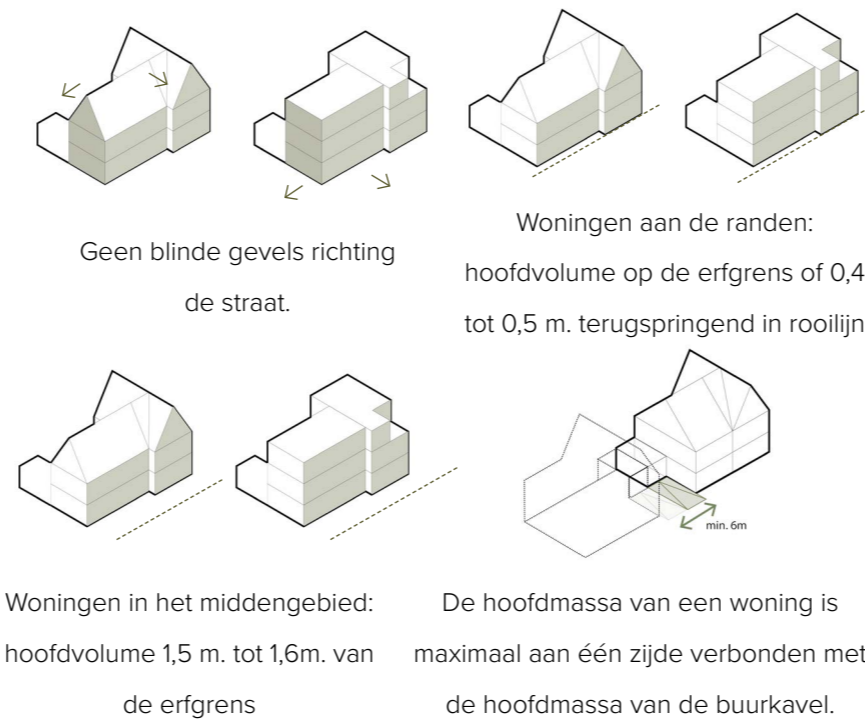 Geen blinde gevels richting
de straat.
Woningen aan de randen:
hoofdvolume op de erfgrens of 0,4
tot 0,5 m. terugspringend in rooilijn
min. 6m
Woningen in het middengebied:
hoofdvolume 1,5 m. tot 1,6m. van
de erfgrens
De hoofdmassa van een woning is
maximaal aan één zijde verbonden met
de hoofdmassa van de buurkavel.